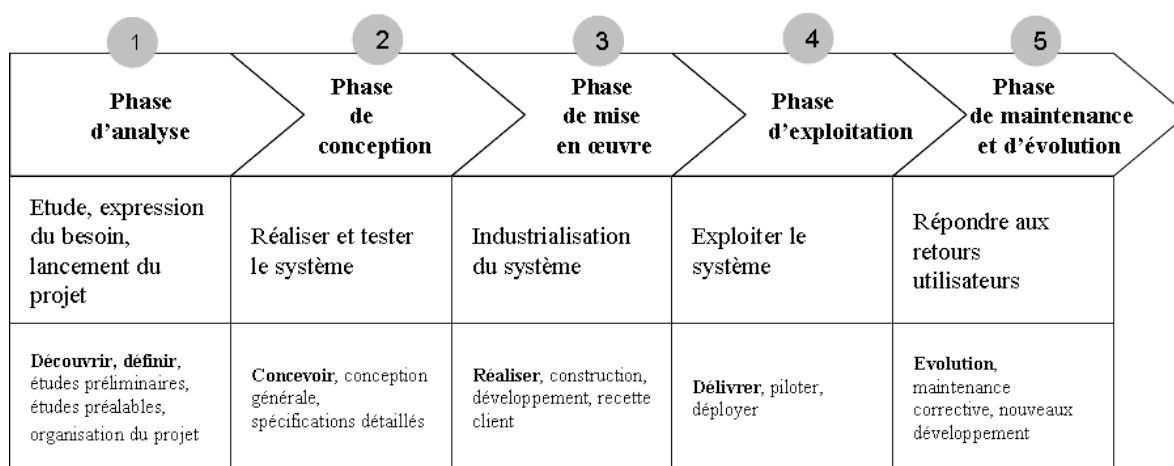 1
2
3
4
5
Phase
d'analyse
Phase
de
conception
Phase
de mise
en œuvre
Phase
d'exploitation
Phase
de maintenance
et d'évolution
Etude, expression
du besoin,
lancement du
projet
Réaliser et tester
le système
Industrialisation
du système
Exploiter le
système
Répondre aux
retours
utilisateurs
Découvrir, définir,
études préliminaires,
études préalables,
organisation du projet
Concevoir, conception
générale,
spécifications détaillés
Réaliser, construction,
développement, recette
client
Délivrer, piloter,
déployer
Evolution,
maintenance
corrective, nouveaux
développement